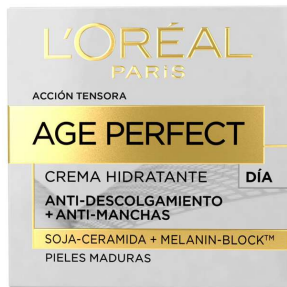 L'ORÉAL
PARIS
ACCIÓN TENSORA
AGE PERFECT
CREMA HIDRATANTE DÍA
ANTI-DESCOLGAMIENTO
+ANTI-MANCHAS
SOJA-CERAMIDA + MELANIN-BLOCK™
PIELES MADURAS